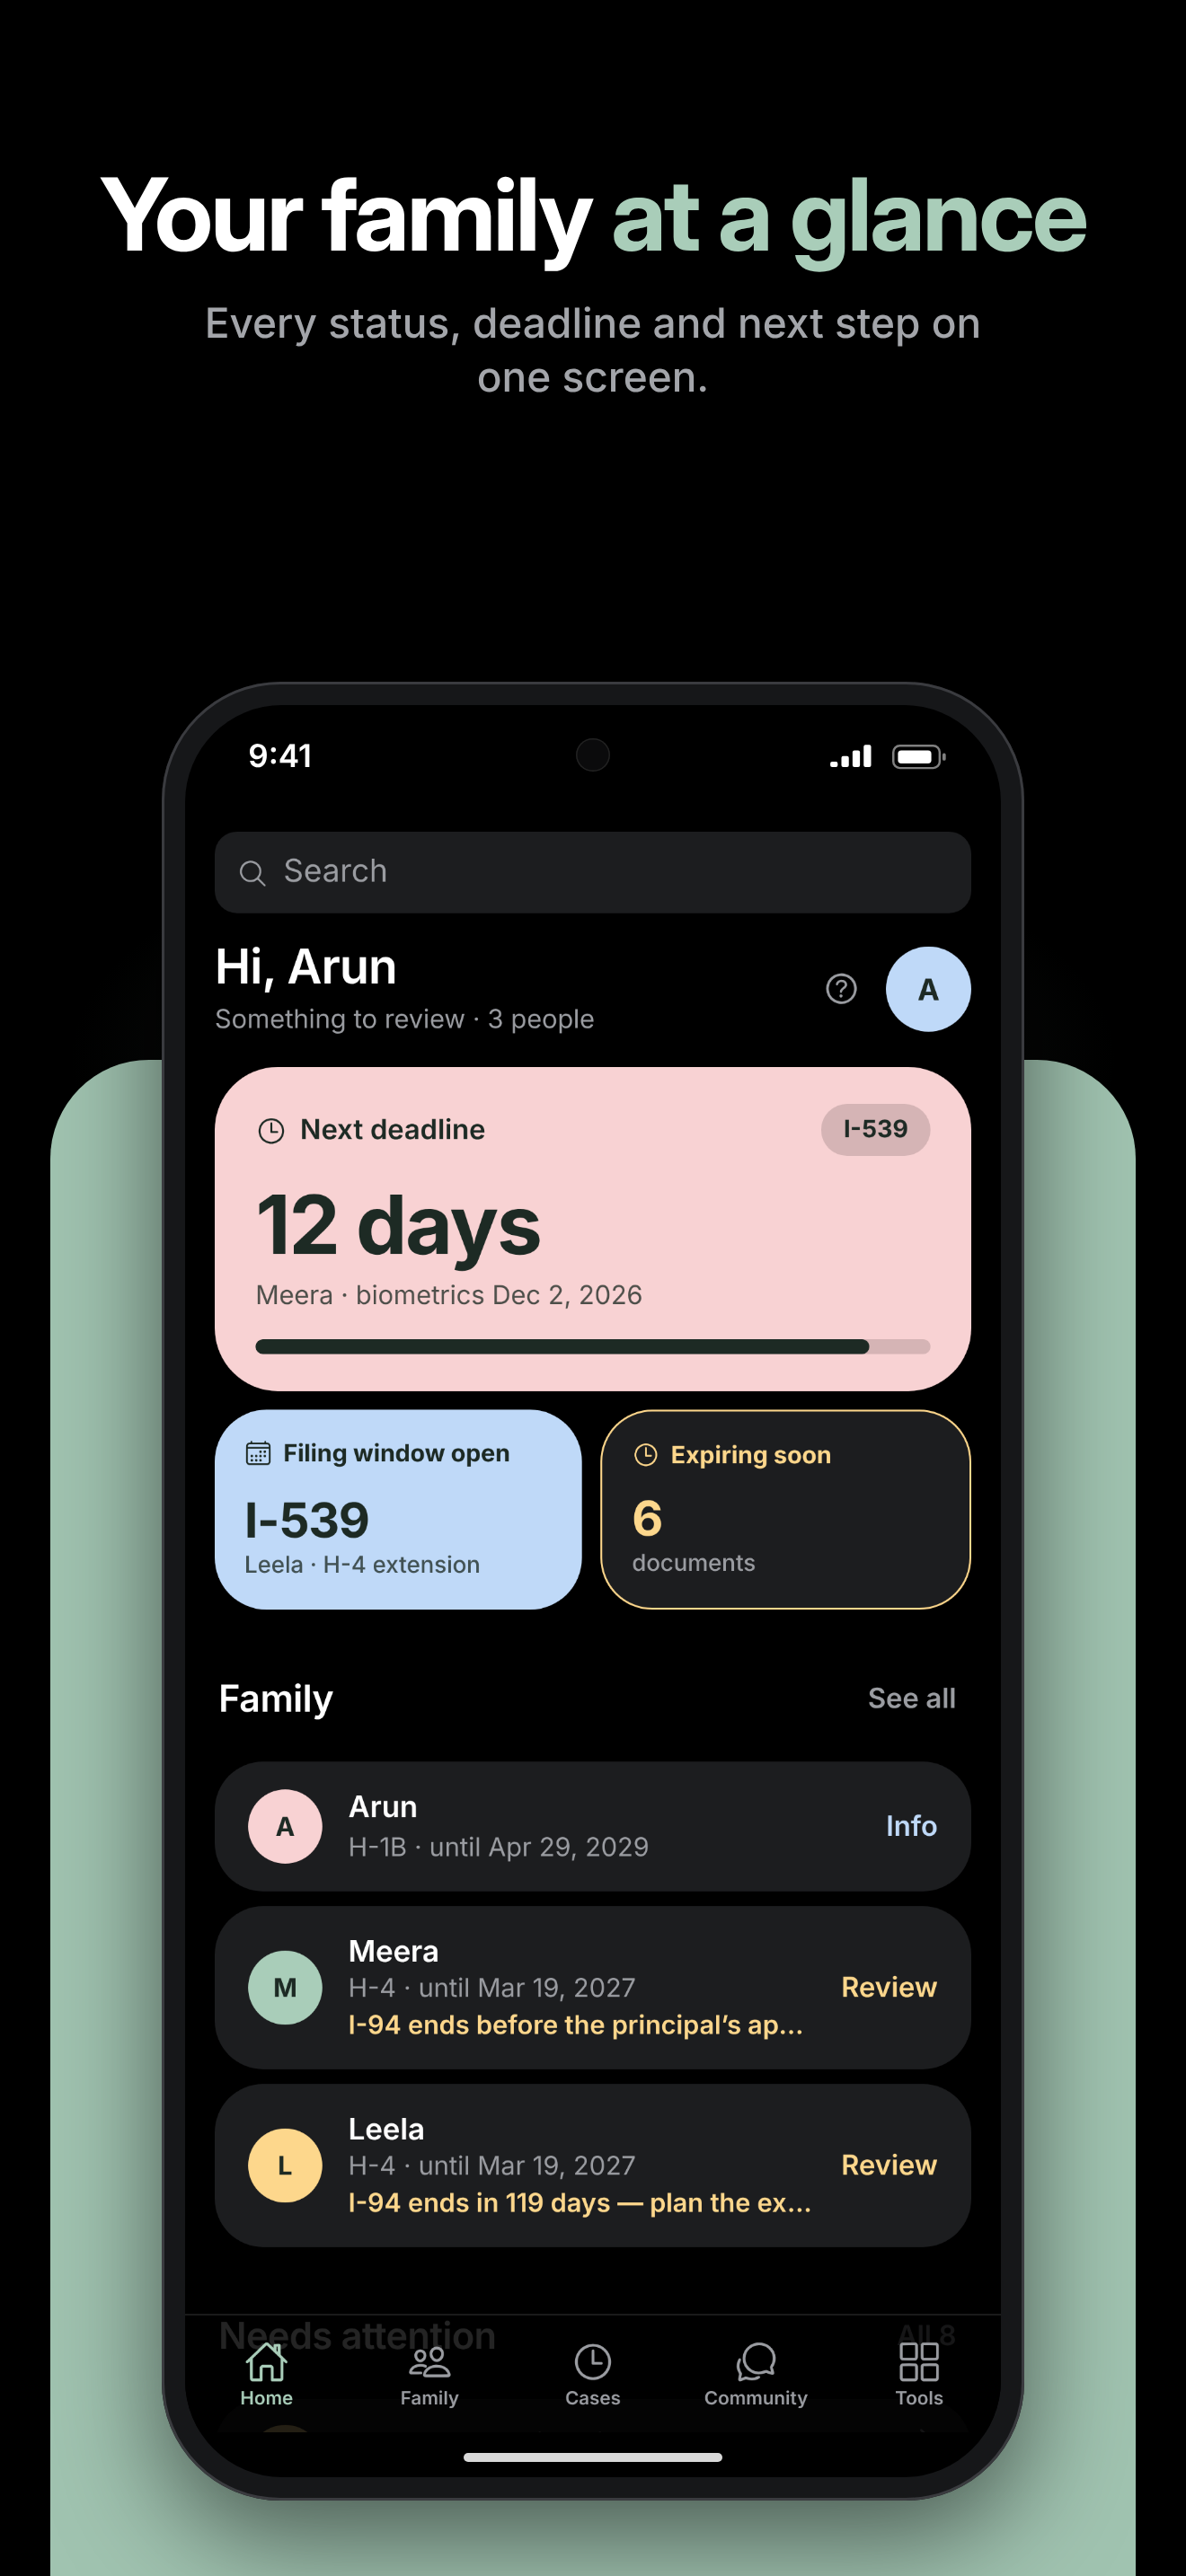 Your family at a glance
Every status, deadline and next step on
one screen.
9:41
Search
Hi, Arun
Something to review · 3 people
A
Next deadline
I-539
12 days
Meera · biometrics Dec 2, 2026
Filing window open
I-539
Leela · H-4 extension
Expiring soon
6
documents
Family
See all
A
Arun
H-1B · until Apr 29, 2029
Info
M
Meera
H-4 · until Mar 19, 2027
I-94 ends before the principal’s ap...
Review
L
Leela
H-4 · until Mar 19, 2027
I-94 ends in 119 days — plan the ex...
Review
Needs attention
All 8
Home
Family
Cases
Community
Tools